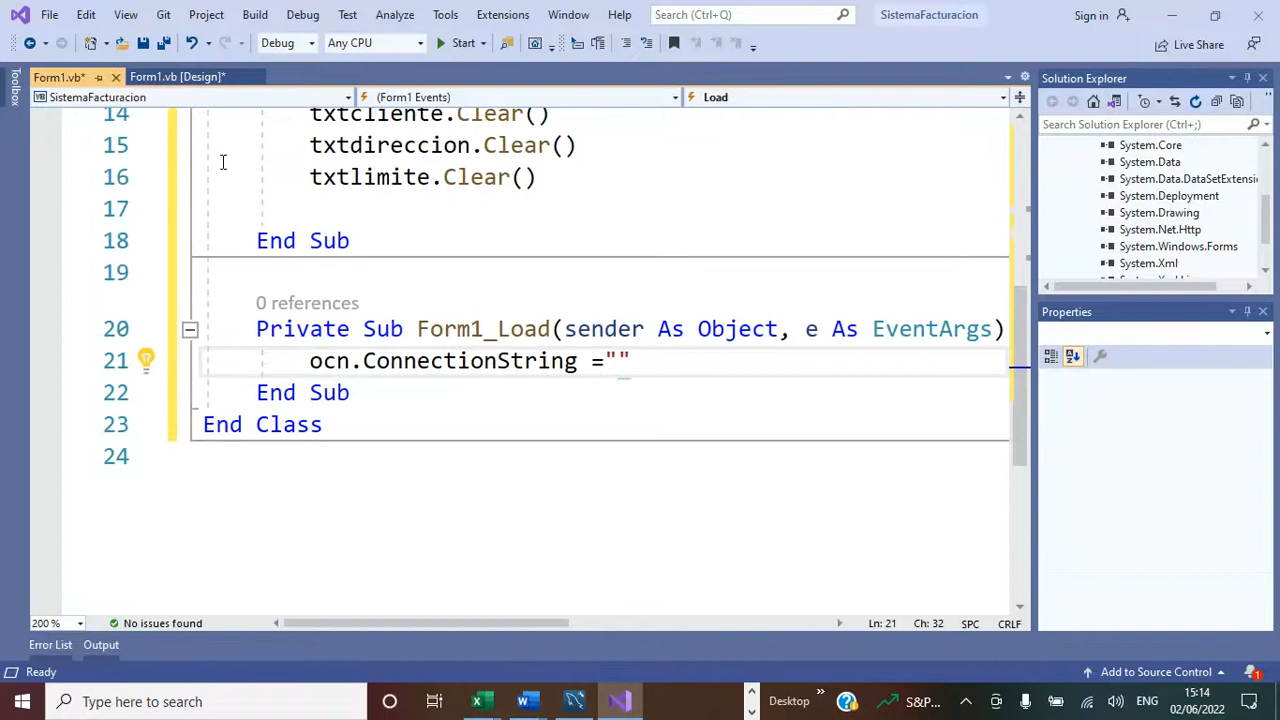 File Edit View Git Project Build Debug Test Analyze Tools Extensions Window Help Search (Ctrl+Q) SistemaFacturacion Sign in
Debug Any CPU Start Live Share
Toolbox
Form1.vb* Form1.vb [Design]*
SistemaFacturacion (Form1 Events) Load
14 txtcliente.Clear()
15 txtdireccion.Clear()
16 txtlimite.Clear()
17
18 End Sub
19
0 references
20 Private Sub Form1_Load(sender As Object, e As EventArgs)
21 ocn.ConnectionString =""
22 End Sub
23 End Class
24
200 % No issues found Ln: 21 Ch: 32 SPC CRLF
Solution Explorer
Search Solution Explorer (Ctrl+;)
System.Core
System.Data
System.Data.DataSetExtensi
System.Deployment
System.Drawing
System.Net.Http
System.Windows.Forms
System.Xml
Properties
Error List Output
Ready Add to Source Control 1
Type here to search Desktop S&P... ENG 15:14
02/06/2022